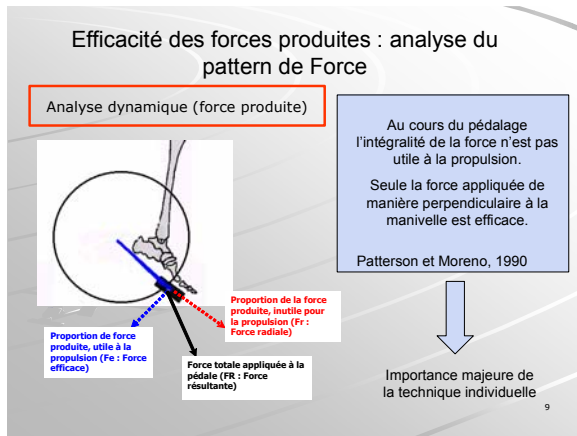 Efficacité des forces produites : analyse du
pattern de Force
Analyse dynamique (force produite)
Proportion de la force
produite, inutile pour
la propulsion (Fr :
Force radiale)
Proportion de force
produite, utile à la
propulsion (Fe : Force
efficace)
Force totale appliquée à la
pédale (FR : Force
résultante)
Au cours du pédalage
l'intégralité de la force n'est pas
utile à la propulsion.
Seule la force appliquée de
manière perpendiculaire à la
manivelle est efficace.
Patterson et Moreno, 1990
Importance majeure de
la technique individuelle
9